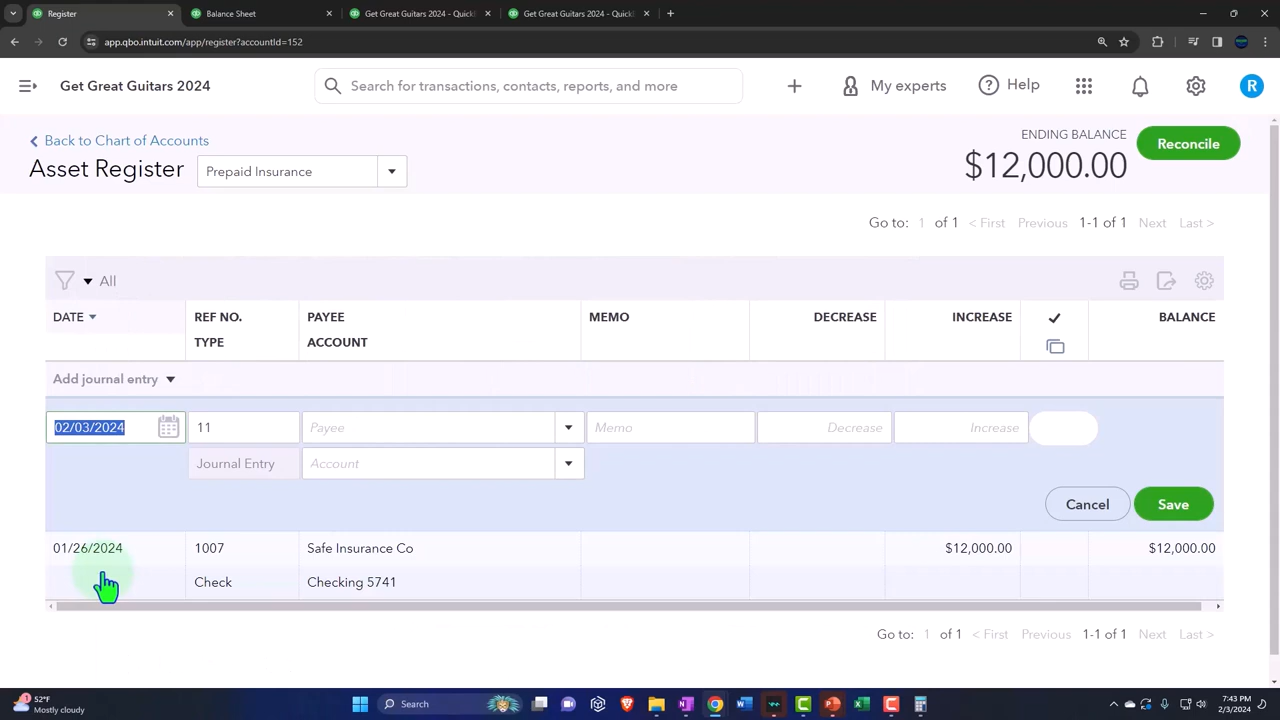 Register
Balance Sheet
Get Great Guitars 2024 - Quick
Get Great Guitars 2024 - Quick
app.qbo.intuit.com/app/register?accountId=152
Get Great Guitars 2024
Search for transactions, contacts, reports, and more
My experts
Help
R
Back to Chart of Accounts
ENDING BALANCE
Reconcile
Asset Register
Prepaid Insurance
$12,000.00
Go to: 1 of 1 < First Previous 1-1 of 1 Next Last >
All
DATE REF NO. PAYEE MEMO DECREASE INCREASE BALANCE
TYPE ACCOUNT
Add journal entry
02/03/2024 11 Payee Memo Decrease Increase
Journal Entry Account
Cancel Save
01/26/2024 1007 Safe Insurance Co $12,000.00 $12,000.00
Check Checking 5741
Go to: 1 of 1 < First Previous 1-1 of 1 Next Last >
52°F
Mostly cloudy
Search
7:43 PM
2/3/2024